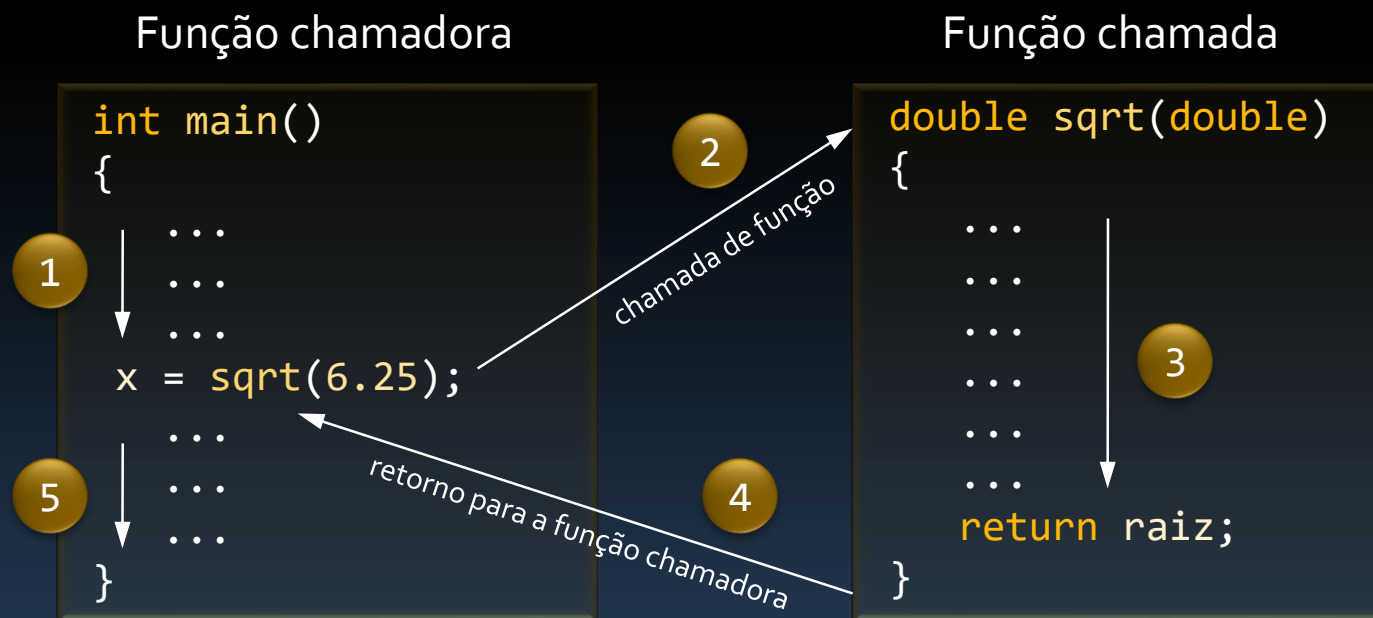 Função chamadora
int main()
{
...
1
...
...
x = sqrt(6.25);
...
5
...
...
}
2
chamada de função
4
retorno para a função chamadora
Função chamada
double sqrt(double)
{
...
...
...
3
...
...
...
return raiz;
}